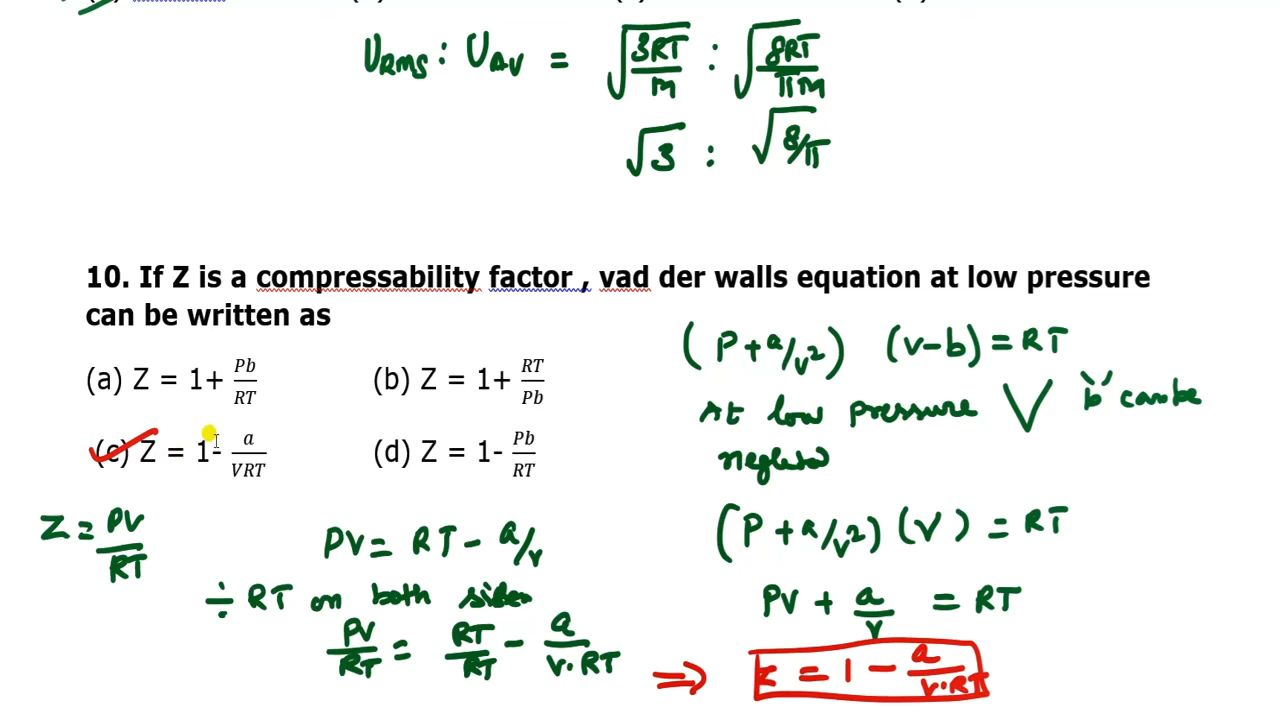 U_RMS : U_AV = √(3RT/m) : √(8RT/πm)
√3 : √(8/π)
10. If Z is a compressability factor , vad der walls equation at low pressure
can be written as
(a) Z = 1+ Pb/RT (b) Z = 1+ RT/Pb
(c) Z = 1- a/VRT (d) Z = 1- Pb/RT
(P + a/v²) (v-b) = RT
At low pressure V 'b' can be
neglected
(P + a/v²) (V) = RT
PV + a/v = RT
Z = PV/RT
PV = RT - a/v
÷ RT on both sides
PV/RT = RT/RT - a/v·RT
⇒ Z = 1 - a/v·RT